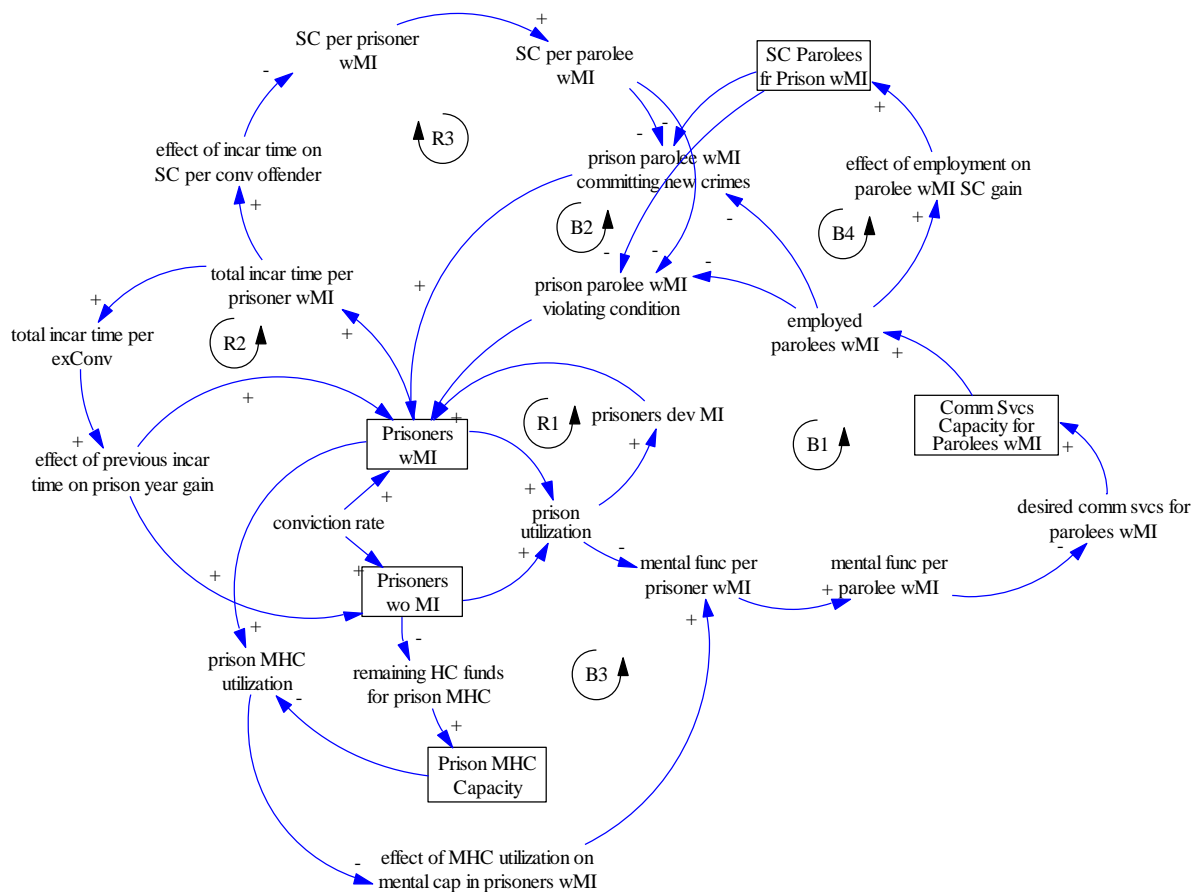 SC per prisoner
wMI
+
SC per parolee
wMI
SC Parolees
fr Prison wMI
-
+
R3
-
-
effect of incar time on
SC per conv offender
prison parolee wMI
committing new crimes
effect of employment on
parolee wMI SC gain
+
-
+
B2
B4
-
-
-
total incar time per
prisoner wMI
+
+
prison parolee wMI
violating condition
+
total incar time per
exConv
R2
+
employed
parolees wMI
+
+
+
R1
prisoners dev MI
Comm Svcs
Capacity for
Parolees wMI
+
Prisoners
wMI
+
B1
+
effect of previous incar
time on prison year gain
+
+
conviction rate
prison
utilization
desired comm svcs for
parolees wMI
-
-
+
+
+
Prisoners
wo MI
mental func per
prisoner wMI
+
mental func per
parolee wMI
+
+
-
prison MHC
utilization
remaining HC funds
for prison MHC
B3
-
+
Prison MHC
Capacity
-
effect of MHC utilization on
mental cap in prisoners wMI